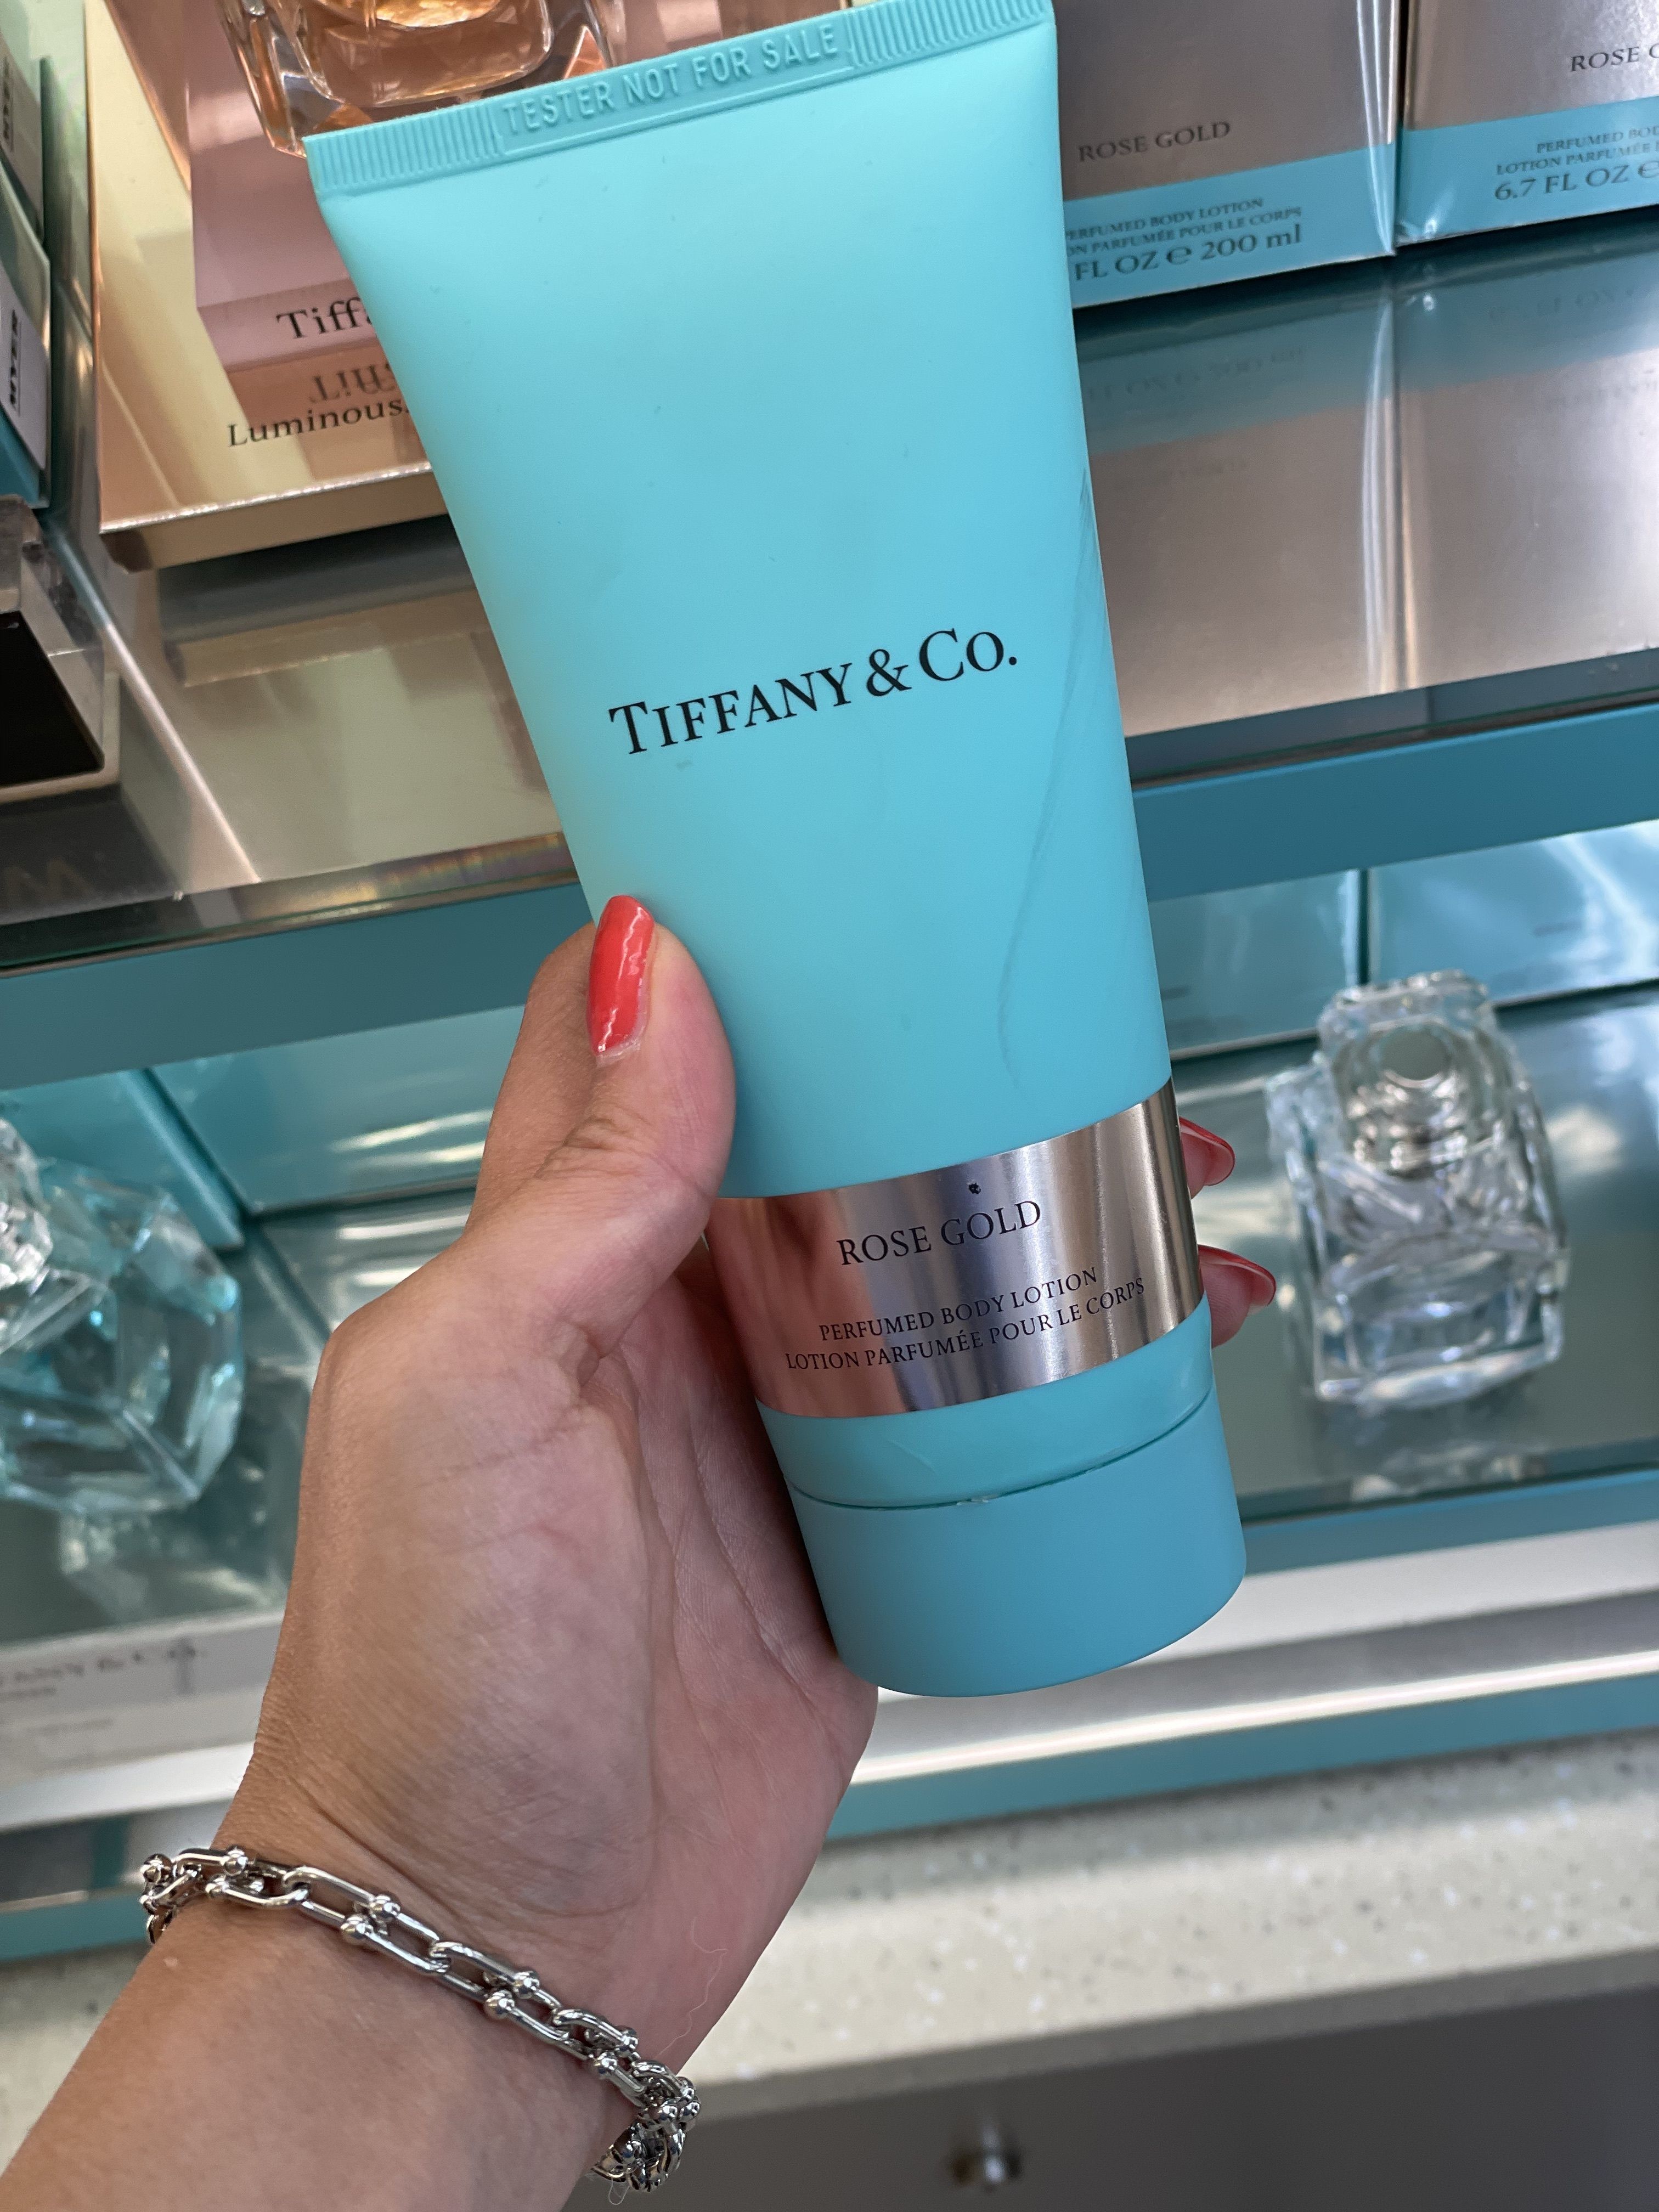 TESTER NOT FOR SALE
ROSE GOLD
PERFUMED BODY LOTION
PARFUMÉE POUR LE CORPS
FL OZ e 200 ml
ROSE
PERFUMED
LOTION PARFUMÉE
6.7 FL OZ e
Luminous
TIFFANY & CO.
ROSE GOLD
PERFUMED BODY LOTION
LOTION PARFUMÉE POUR LE CORPS